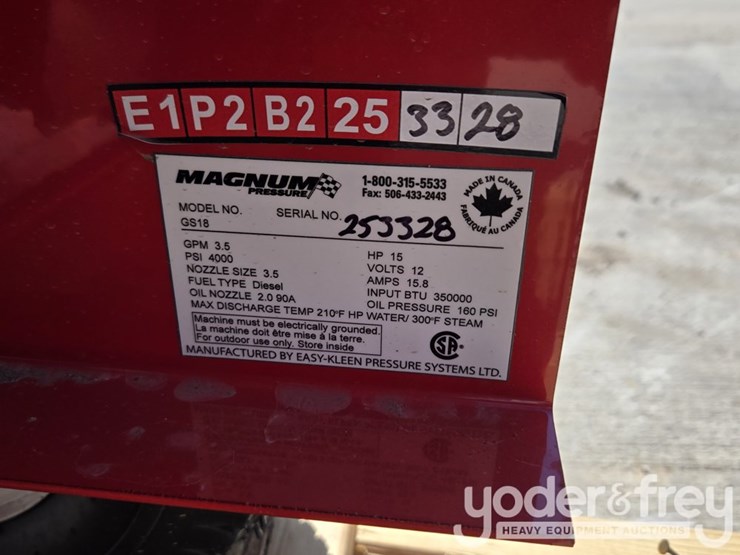 E1 P2 B2 25 33 28
MAGNUM
PRESSURE
1-800-315-5533
Fax: 506-433-2443
MADE IN CANADA
FABRIQUÉ AU CANADA
MODEL NO. SERIAL NO. 253328
GS18
GPM 3.5
PSI 4000
NOZZLE SIZE 3.5
FUEL TYPE Diesel
OIL NOZZLE 2.0 90A
HP 15
VOLTS 12
AMPS 15.8
INPUT BTU 350000
OIL PRESSURE 160 PSI
MAX DISCHARGE TEMP 210°F HP WATER/ 300°F STEAM
Machine must be electrically grounded.
La machine doit être mise à la terre.
For outdoor use only. Store inside
CSA
MANUFACTURED BY EASY-KLEEN PRESSURE SYSTEMS LTD.
yoder&frey
HEAVY EQUIPMENT AUCTIONS